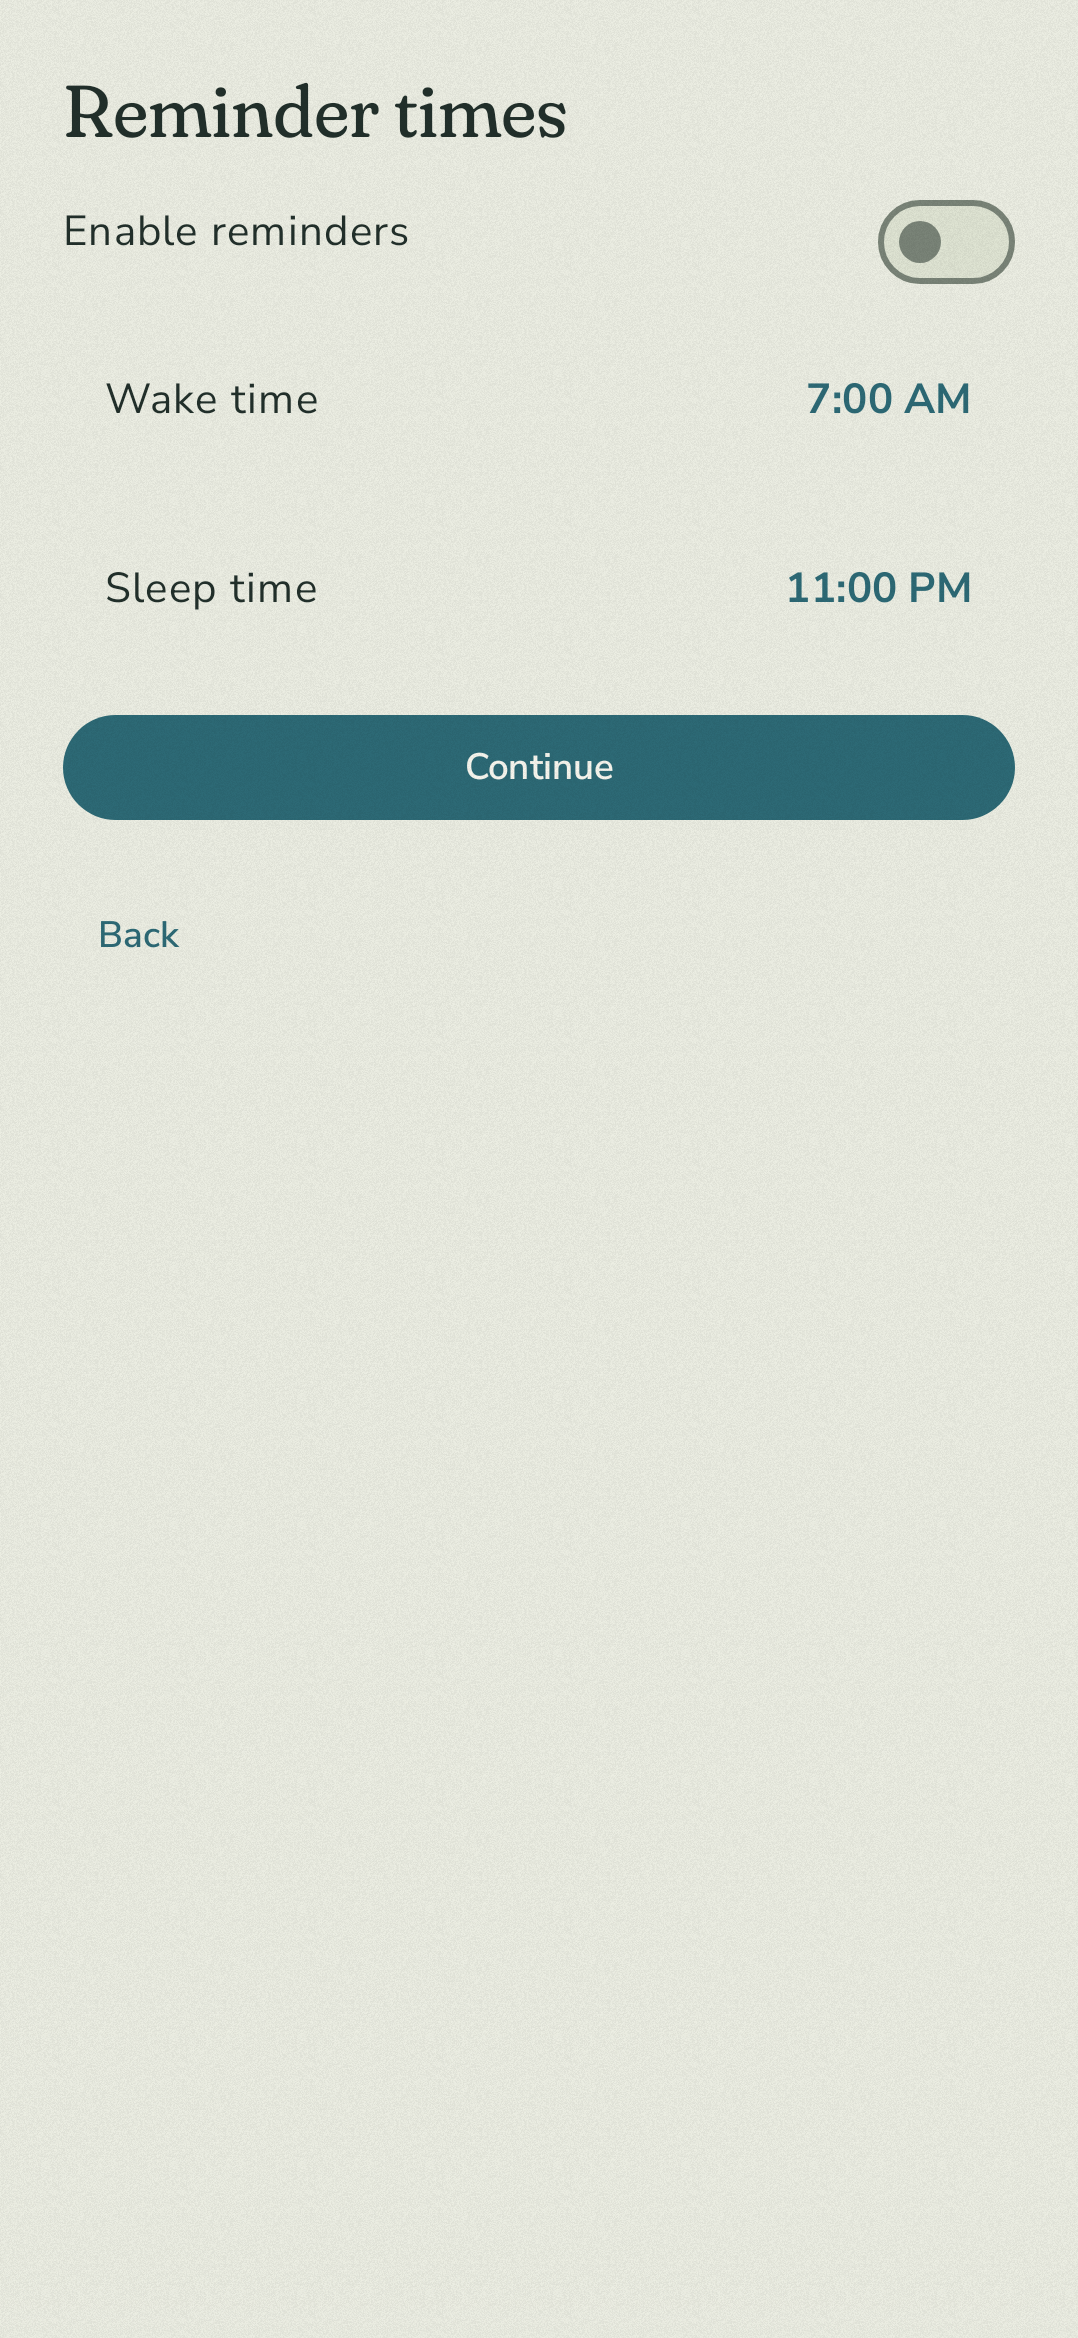 Reminder times
Enable reminders
Wake time 7:00 AM
Sleep time 11:00 PM
Continue
Back